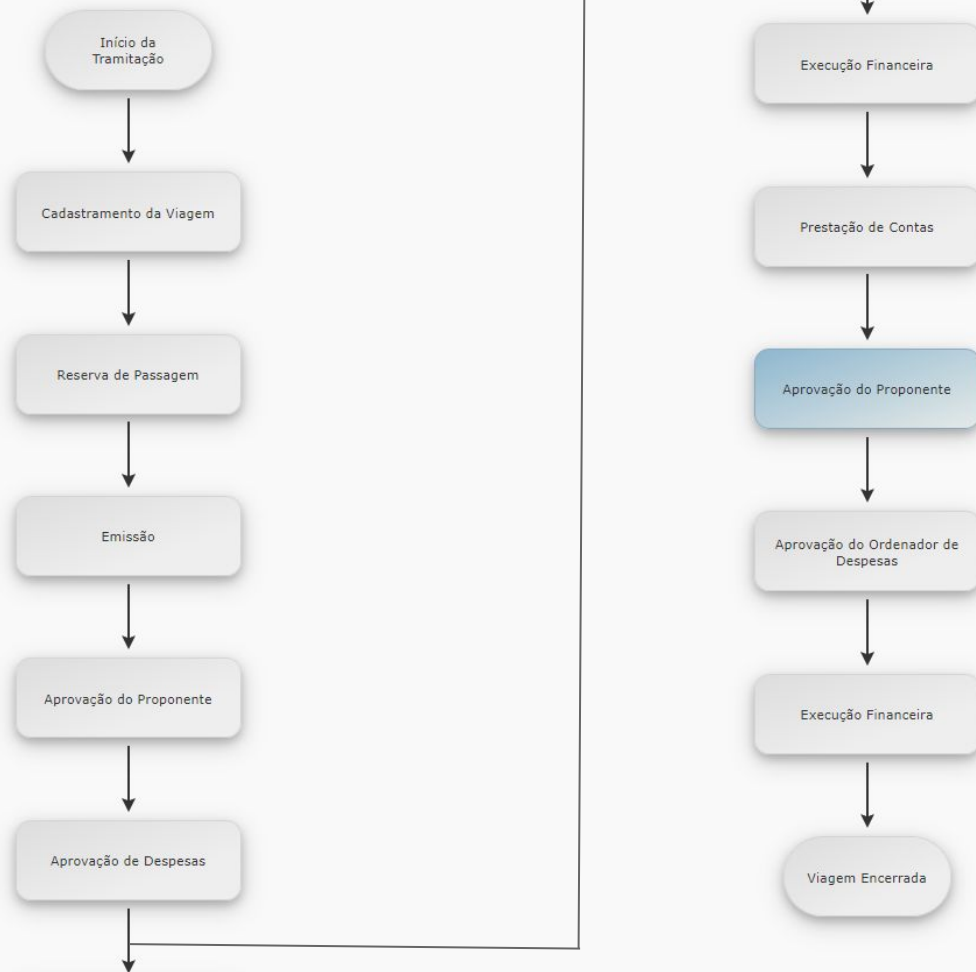 Início da
Tramitação
Cadastramento da Viagem
Reserva de Passagem
Emissão
Aprovação do Proponente
Aprovação de Despesas
Execução Financeira
Prestação de Contas
Aprovação do Proponente
Aprovação do Ordenador de
Despesas
Execução Financeira
Viagem Encerrada